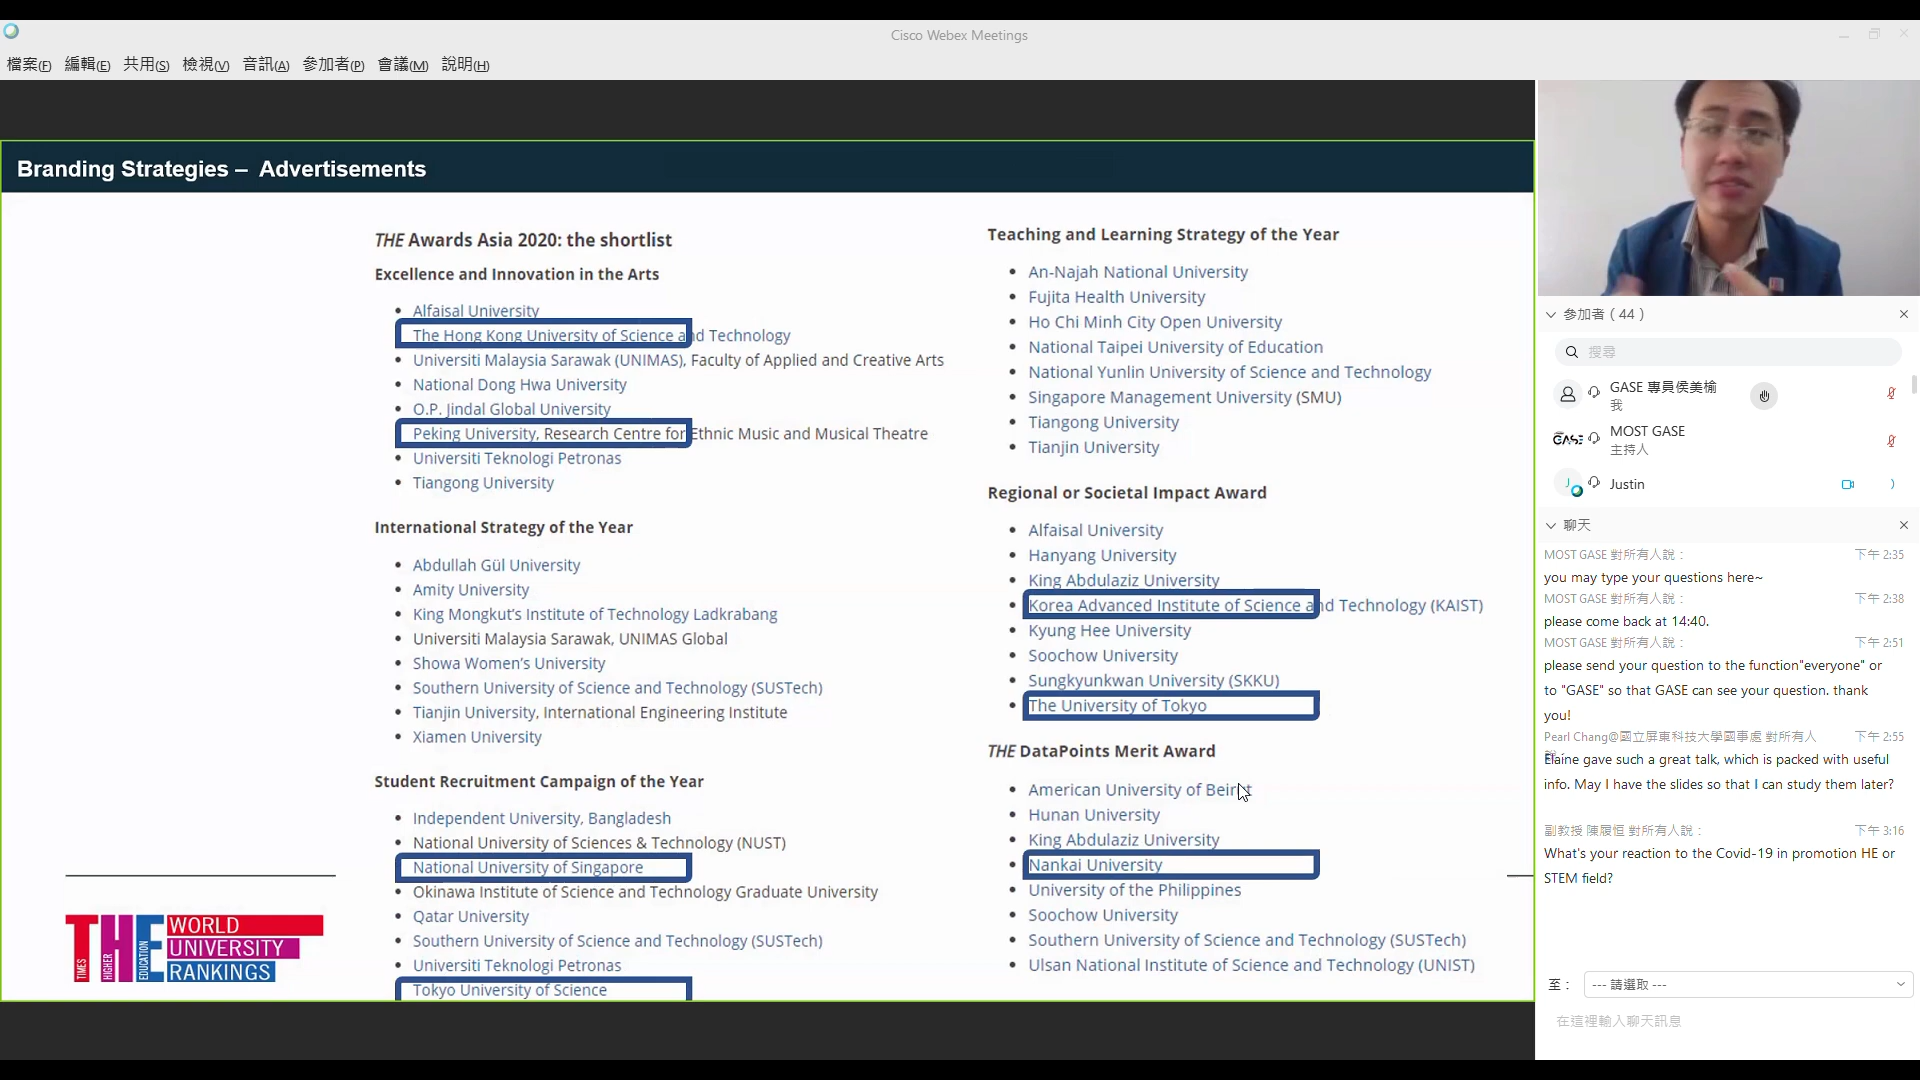 Cisco Webex Meetings
檔案(F) 編輯(E) 共用(S) 檢視(V) 音訊(A) 參加者(P) 會議(M) 說明(H)
Branding Strategies – Advertisements
THE Awards Asia 2020: the shortlist
Excellence and Innovation in the Arts
Alfaisal University
The Hong Kong University of Science and Technology
Universiti Malaysia Sarawak (UNIMAS), Faculty of Applied and Creative Arts
National Dong Hwa University
O.P. Jindal Global University
Peking University, Research Centre for Ethnic Music and Musical Theatre
Universiti Teknologi Petronas
Tiangong University
International Strategy of the Year
Abdullah Gül University
Amity University
King Mongkut's Institute of Technology Ladkrabang
Universiti Malaysia Sarawak, UNIMAS Global
Showa Women's University
Southern University of Science and Technology (SUSTech)
Tianjin University, International Engineering Institute
Xiamen University
Student Recruitment Campaign of the Year
Independent University, Bangladesh
National University of Sciences & Technology (NUST)
National University of Singapore
Okinawa Institute of Science and Technology Graduate University
Qatar University
Southern University of Science and Technology (SUSTech)
Universiti Teknologi Petronas
Tokyo University of Science
Teaching and Learning Strategy of the Year
An-Najah National University
Fujita Health University
Ho Chi Minh City Open University
National Taipei University of Education
National Yunlin University of Science and Technology
Singapore Management University (SMU)
Tiangong University
Tianjin University
Regional or Societal Impact Award
Alfaisal University
Hanyang University
King Abdulaziz University
Korea Advanced Institute of Science and Technology (KAIST)
Kyung Hee University
Soochow University
Sungkyunkwan University (SKKU)
The University of Tokyo
THE DataPoints Merit Award
American University of Beirut
Hunan University
King Abdulaziz University
Nankai University
University of the Philippines
Soochow University
Southern University of Science and Technology (SUSTech)
Ulsan National Institute of Science and Technology (UNIST)
THE
TIMES
HIGHER
EDUCATION
WORLD
UNIVERSITY
RANKINGS
參加者 ( 44 )
搜尋
GASE 專員侯美榆
我
GASE
MOST GASE
主持人
J
Justin
聊天
MOST GASE 對所有人說： 下午 2:35
you may type your questions here~
MOST GASE 對所有人說： 下午 2:38
please come back at 14:40.
MOST GASE 對所有人說： 下午 2:51
please send your question to the function"everyone" or
to "GASE" so that GASE can see your question. thank
you!
Pearl Chang@國立屏東科技大學國事處 對所有人 下午 2:55
Elaine gave such a great talk, which is packed with useful
info. May I have the slides so that I can study them later?
副教授 陳履恒 對所有人說： 下午 3:16
What's your reaction to the Covid-19 in promotion HE or
STEM field?
至： --- 請選取 ---
在這裡輸入聊天訊息